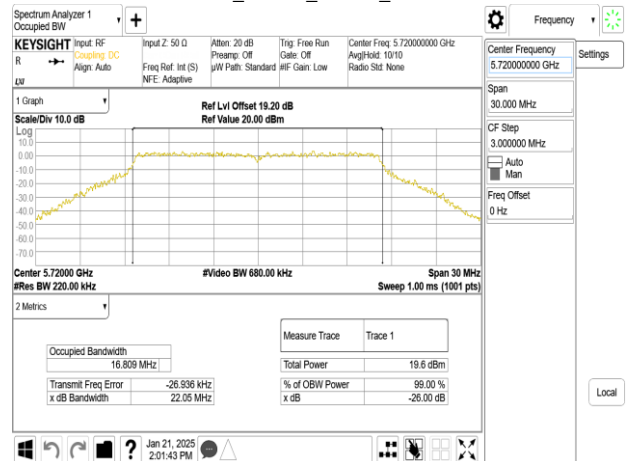 Spectrum Analyzer 1
Occupied BW
Frequency
KEYSIGHT
R
LXI
Input: RF
Coupling: DC
Align: Auto
Input Z: 50 Ω
Freq Ref: Int (S)
NFE: Adaptive
Atten: 20 dB
Preamp: Off
µW Path: Standard
Trig: Free Run
Gate: Off
#IF Gain: Low
Center Freq: 5.720000000 GHz
Avg|Hold: 10/10
Radio Std: None
Center Frequency
5.720000000 GHz
Settings
Span
30.000 MHz
CF Step
3.000000 MHz
Auto
Man
Freq Offset
0 Hz
Local
1 Graph
Scale/Div 10.0 dB
Ref Lvl Offset 19.20 dB
Ref Value 20.00 dBm
Log
10.0
0.00
-10.0
-20.0
-30.0
-40.0
-50.0
-60.0
-70.0
Center 5.72000 GHz
#Video BW 680.00 kHz
Span 30 MHz
#Res BW 220.00 kHz
Sweep 1.00 ms (1001 pts)
2 Metrics
Measure Trace Trace 1
Occupied Bandwidth
16.809 MHz
Total Power 19.6 dBm
Transmit Freq Error -26.936 kHz
% of OBW Power 99.00 %
x dB Bandwidth 22.05 MHz
x dB -26.00 dB
Jan 21, 2025
2:01:43 PM